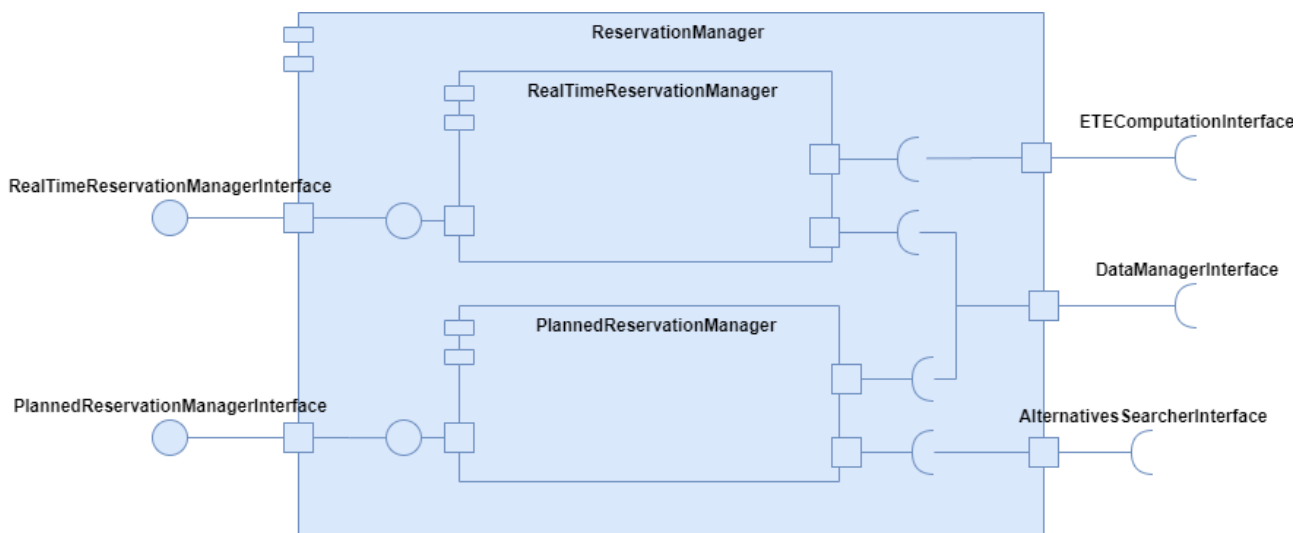 ReservationManager
RealTimeReservationManager
ETEComputationInterface
RealTimeReservationManagerInterface
DataManagerInterface
PlannedReservationManager
PlannedReservationManagerInterface
AlternativesSearcherInterface